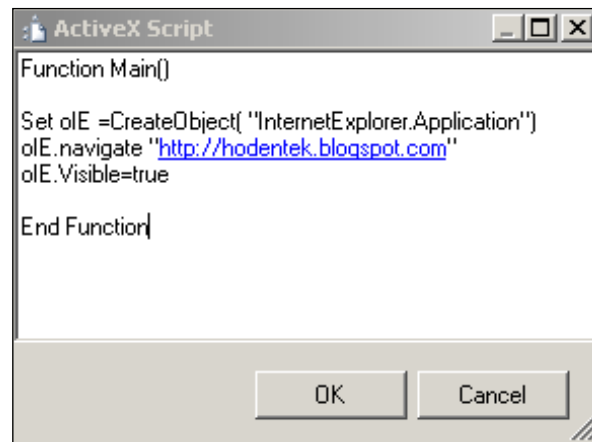 ActiveX Script
Function Main()
Set oIE =CreateObject( "InternetExplorer.Application")
oIE.navigate "http://hodentek.blogspot.com"
oIE.Visible=true
End Function
OK
Cancel